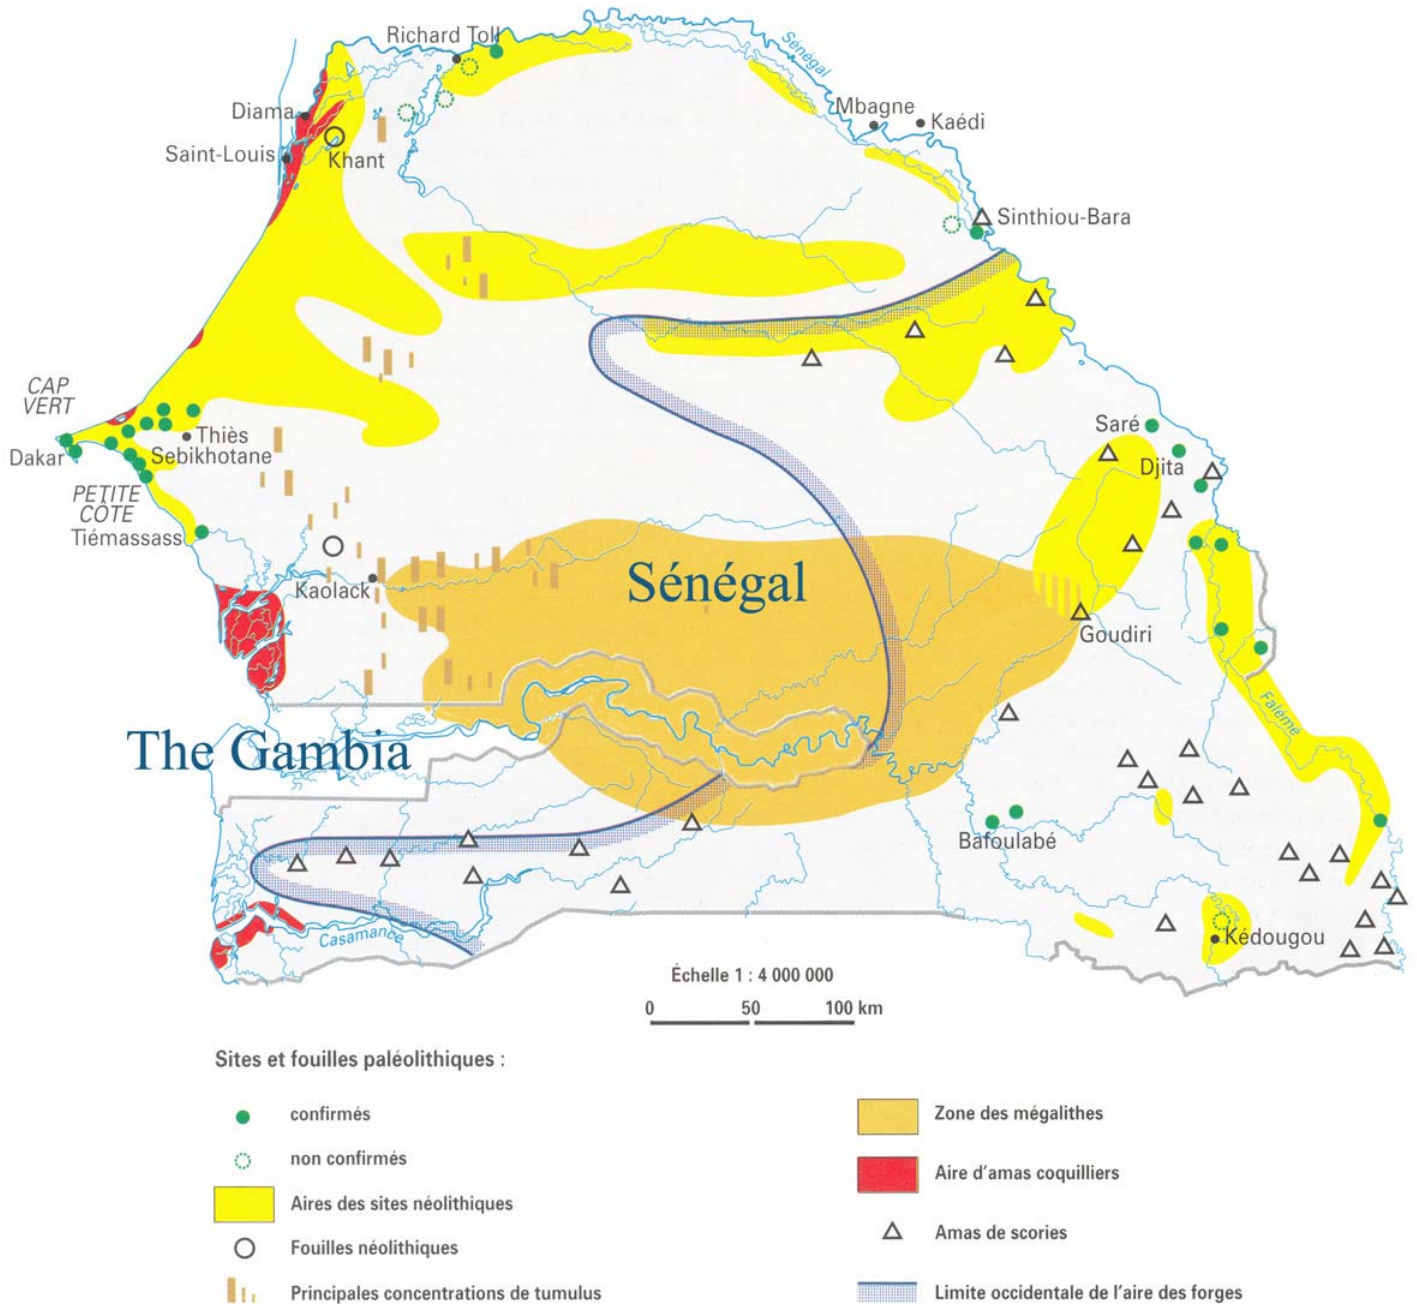 Richard Toll
Sénégal
Diama
Mbagne
Kaédi
Saint-Louis
Khant
Sinthiou-Bara
CAP
VERT
Saré
Thiès
Dakar
Sebikhotane
Djita
PETITE
CÔTE
Tiémassass
Sénégal
Kaolack
Goudiri
Falémé
The Gambia
Bafoulabé
Casamance
Kédougou
Échelle 1 : 4 000 000
0 50 100 km
Sites et fouilles paléolithiques :
confirmés
non confirmés
Aires des sites néolithiques
Fouilles néolithiques
Principales concentrations de tumulus
Zone des mégalithes
Aire d'amas coquilliers
Amas de scories
Limite occidentale de l'aire des forges